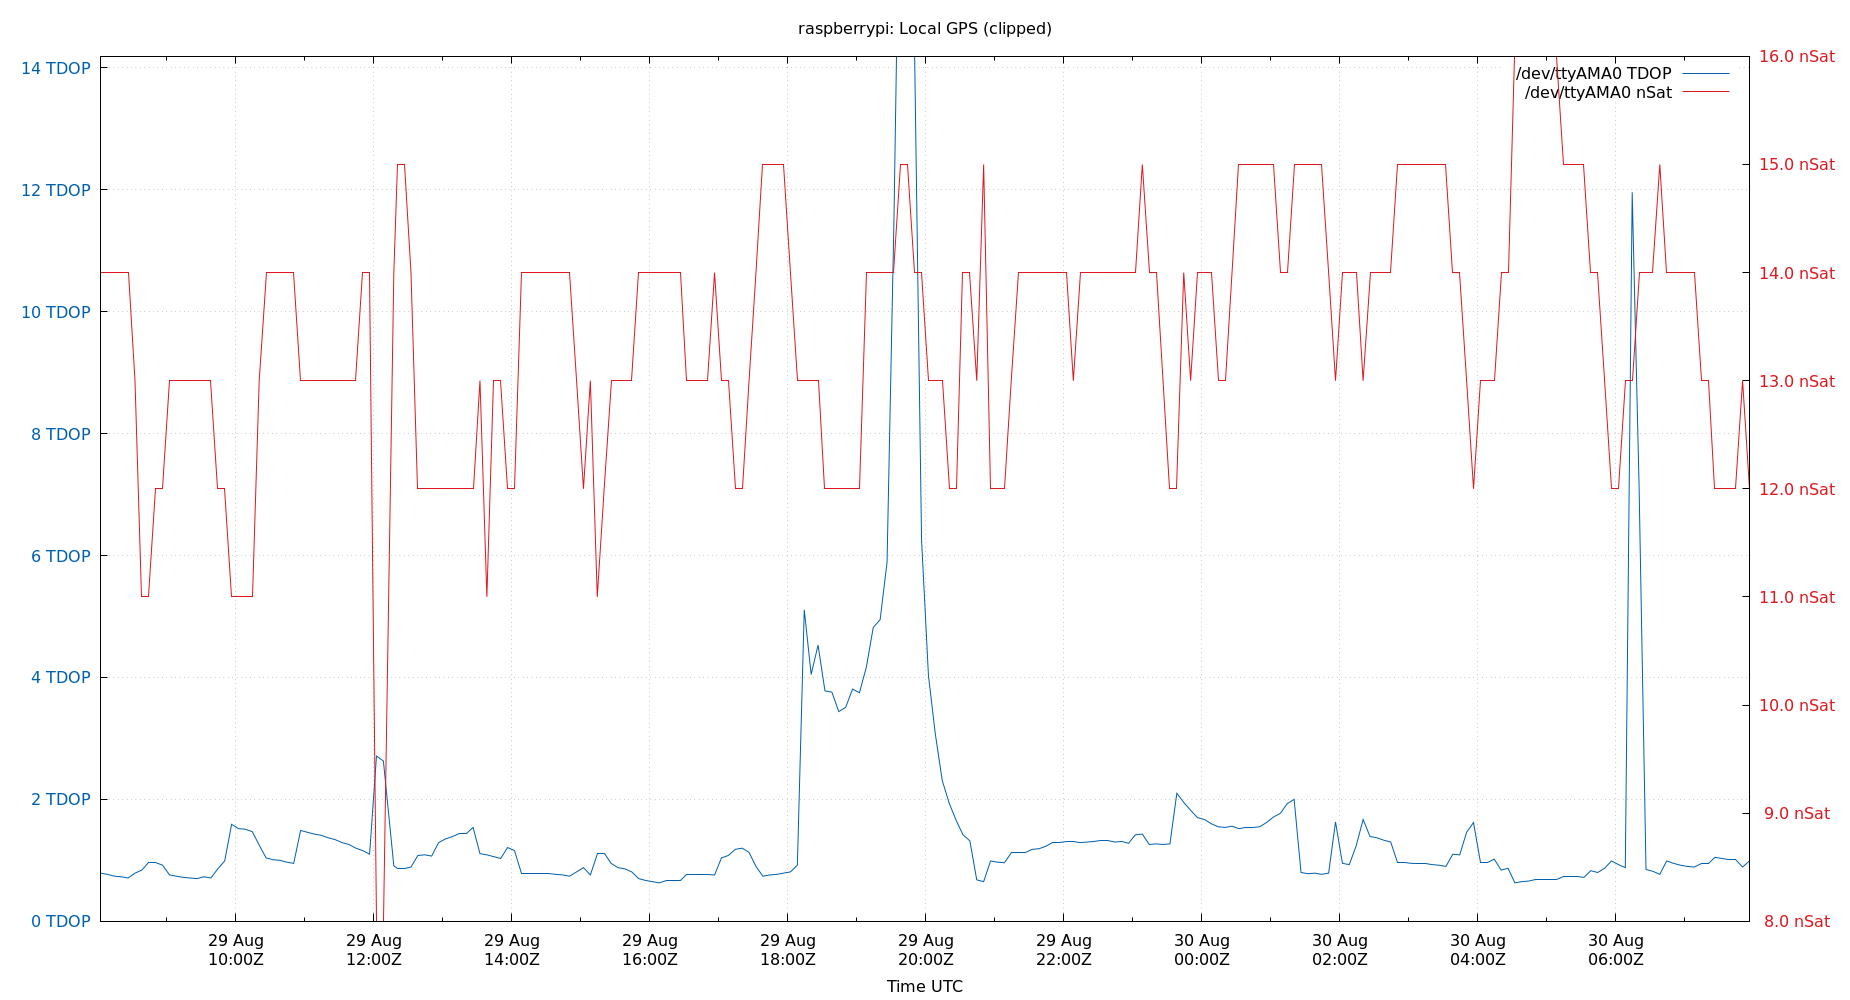 raspberrypi: Local GPS (clipped)
14 TDOP
12 TDOP
10 TDOP
8 TDOP
6 TDOP
4 TDOP
2 TDOP
0 TDOP
16.0 nSat
15.0 nSat
14.0 nSat
13.0 nSat
12.0 nSat
11.0 nSat
10.0 nSat
9.0 nSat
8.0 nSat
/dev/ttyAMA0 TDOP
/dev/ttyAMA0 nSat
29 Aug
10:00Z
29 Aug
12:00Z
29 Aug
14:00Z
29 Aug
16:00Z
29 Aug
18:00Z
29 Aug
20:00Z
29 Aug
22:00Z
30 Aug
00:00Z
30 Aug
02:00Z
30 Aug
04:00Z
30 Aug
06:00Z
Time UTC